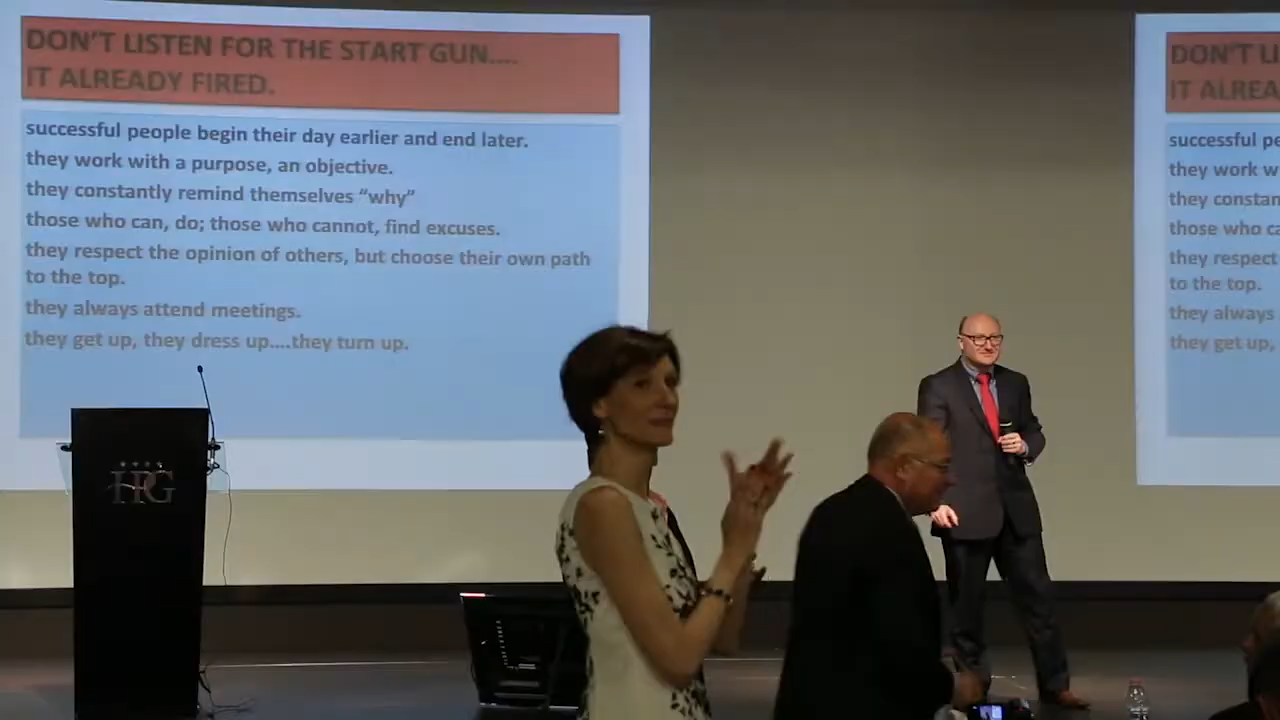 DON'T LISTEN FOR THE START GUN....
IT ALREADY FIRED.
successful people begin their day earlier and end later.
they work with a purpose, an objective.
they constantly remind themselves “why”
those who can, do; those who cannot, find excuses.
they respect the opinion of others, but choose their own path
to the top.
they always attend meetings.
they get up, they dress up....they turn up.
HPG
DON'T LI
IT ALREA
successful pe
they work w
they constan
those who ca
they respect
to the top.
they always
they get up,